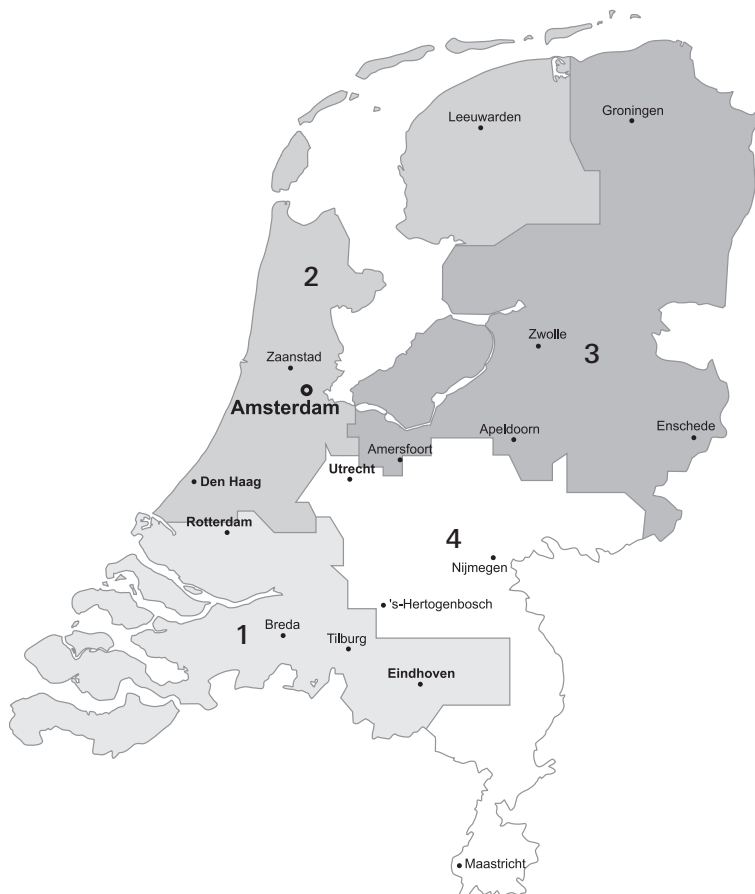 Groningen
Leeuwarden
2
Zwolle
3
Zaanstad
Amsterdam
Apeldoorn
Enschede
Amersfoort
Utrecht
Den Haag
Rotterdam
4
Nijmegen
's-Hertogenbosch
1
Breda
Tilburg
Eindhoven
Maastricht